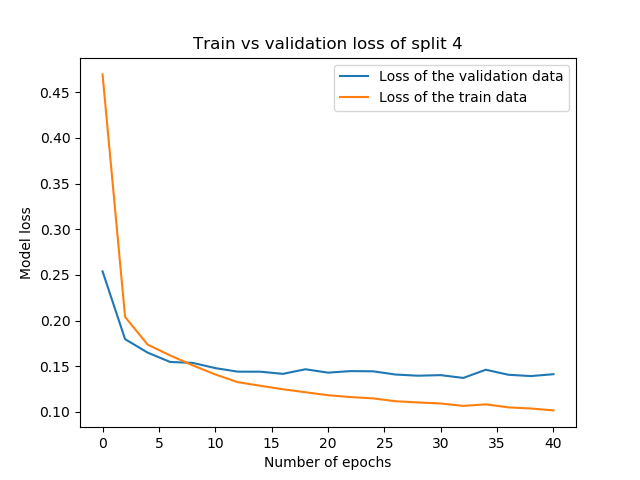 Train vs validation loss of split 4
Loss of the validation data
Loss of the train data
Model loss
0.45
0.40
0.35
0.30
0.25
0.20
0.15
0.10
0 5 10 15 20 25 30 35 40
Number of epochs